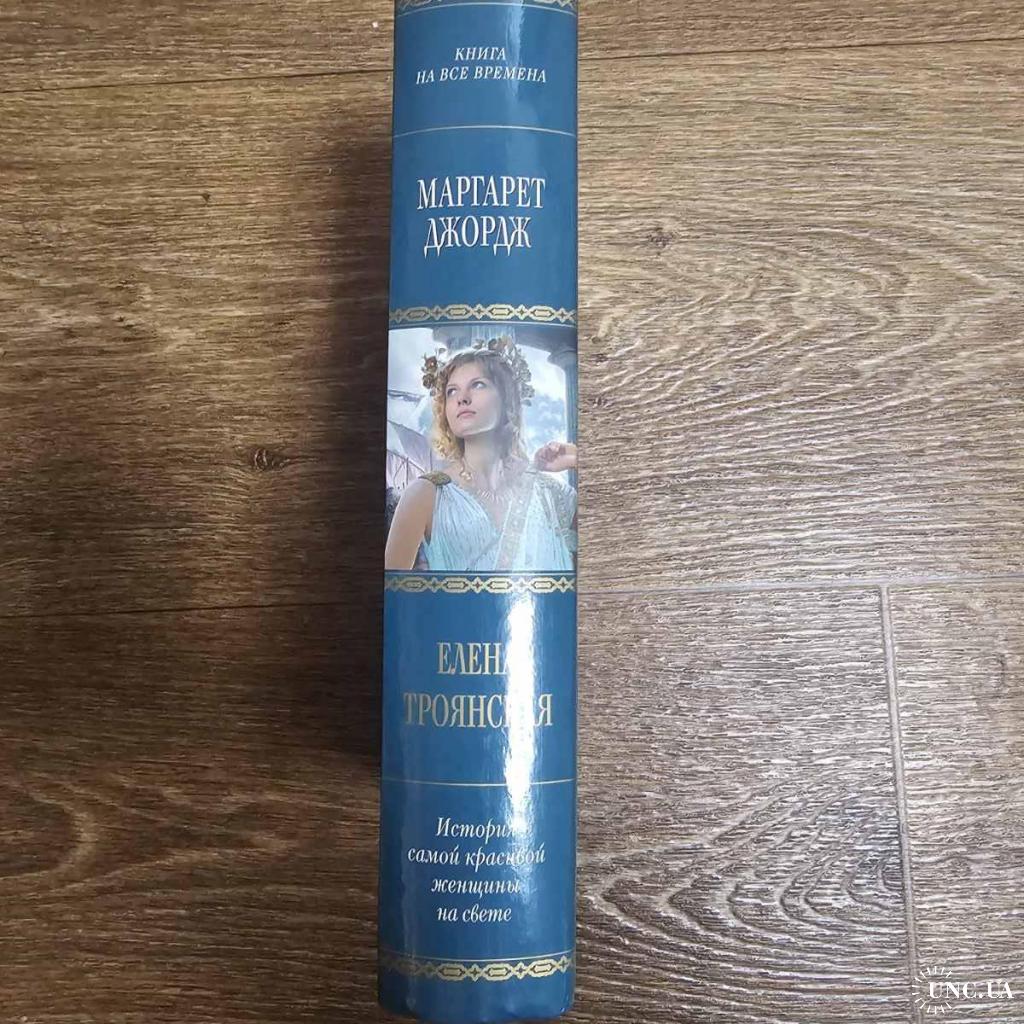 КНИГА
НА ВСЕ ВРЕМЕНА
МАРГАРЕТ
ДЖОРДЖ
ЕЛЕНА
ТРОЯНСКАЯ
История
самой красивой
женщины
на свете
UNC.UA